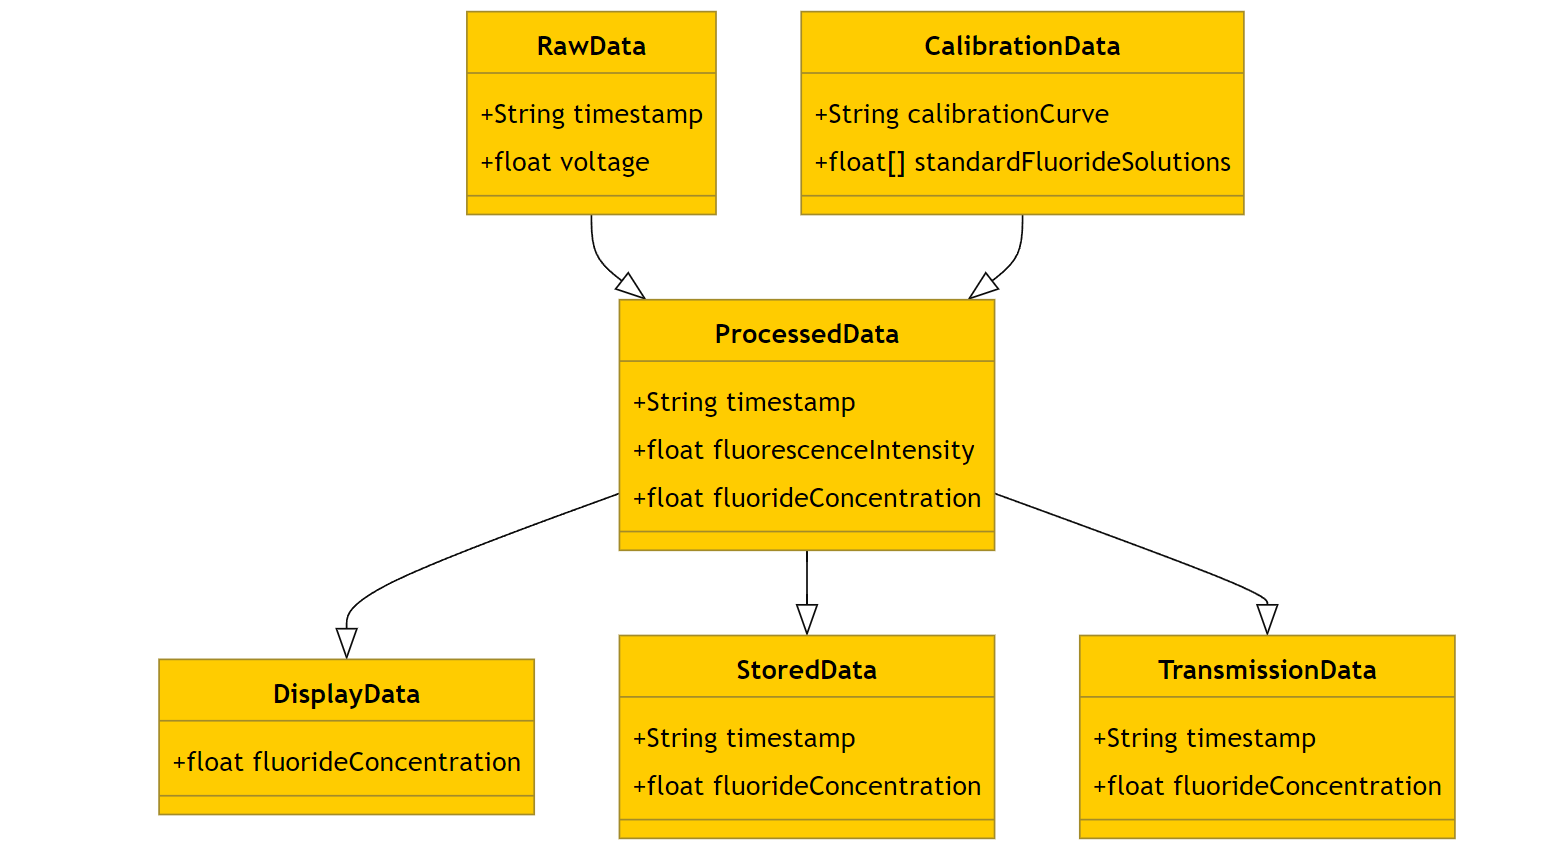 RawData
+String timestamp
+float voltage
CalibrationData
+String calibrationCurve
+float[] standardFluorideSolutions
ProcessedData
+String timestamp
+float fluorescenceIntensity
+float fluorideConcentration
DisplayData
+float fluorideConcentration
StoredData
+String timestamp
+float fluorideConcentration
TransmissionData
+String timestamp
+float fluorideConcentration